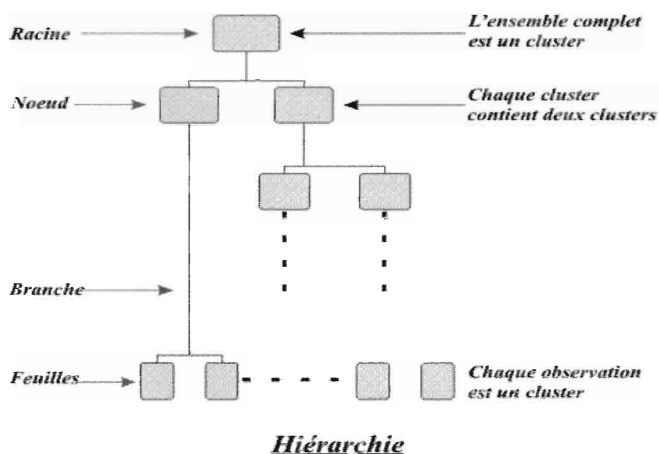 Racine
L'ensemble complet
est un cluster
Noeud
Chaque cluster
contient deux clusters
Branche
Feuilles
Chaque observation
est un cluster
Hiérarchie